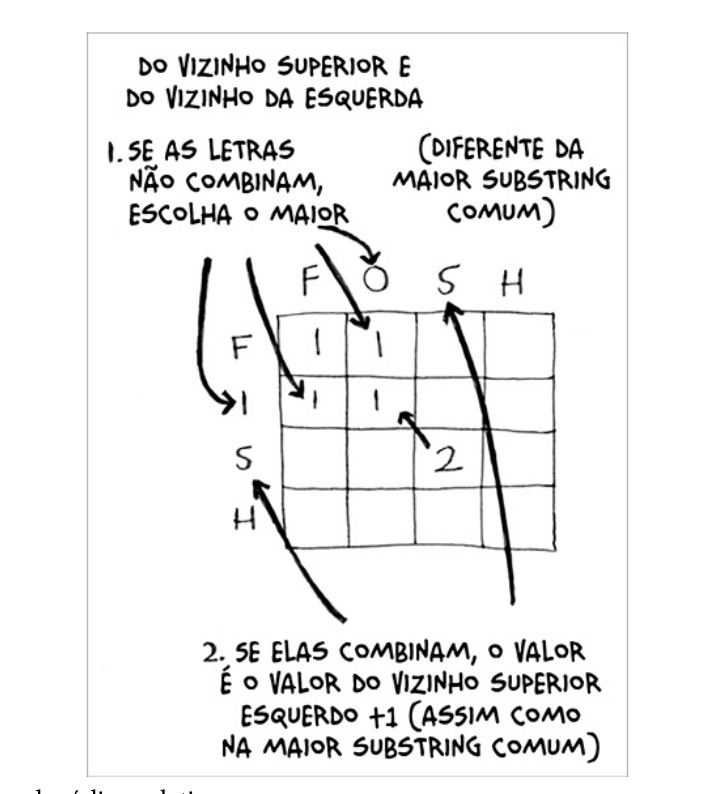 DO VIZINHO SUPERIOR E
DO VIZINHO DA ESQUERDA
1. SE AS LETRAS
NÃO COMBINAM,
ESCOLHA O MAIOR
(DIFERENTE DA
MAIOR SUBSTRING
COMUM)
F O S H
F 1 1
I 1 1
S 2
H
2. SE ELAS COMBINAM, O VALOR
É O VALOR DO VIZINHO SUPERIOR
ESQUERDO +1 (ASSIM COMO
NA MAIOR SUBSTRING COMUM)